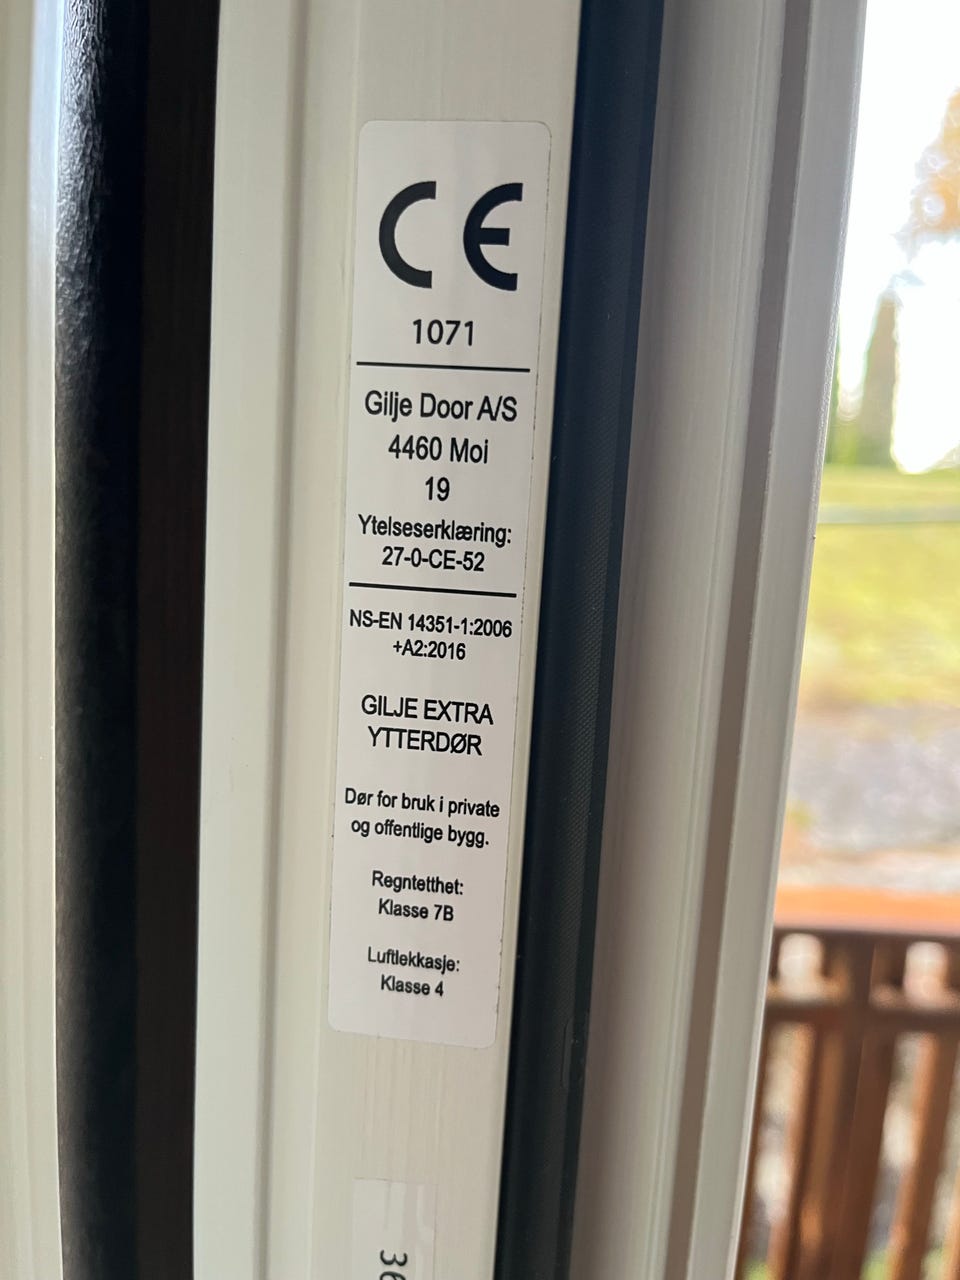 CE
1071
Gilje Door A/S
4460 Moi
19
Ytelseserklæring:
27-0-CE-52
NS-EN 14351-1:2006
+A2:2016
GILJE EXTRA
YTTERDØR
Dør for bruk i private
og offentlige bygg.
Regntetthet:
Klasse 7B
Luftlekkasje:
Klasse 4